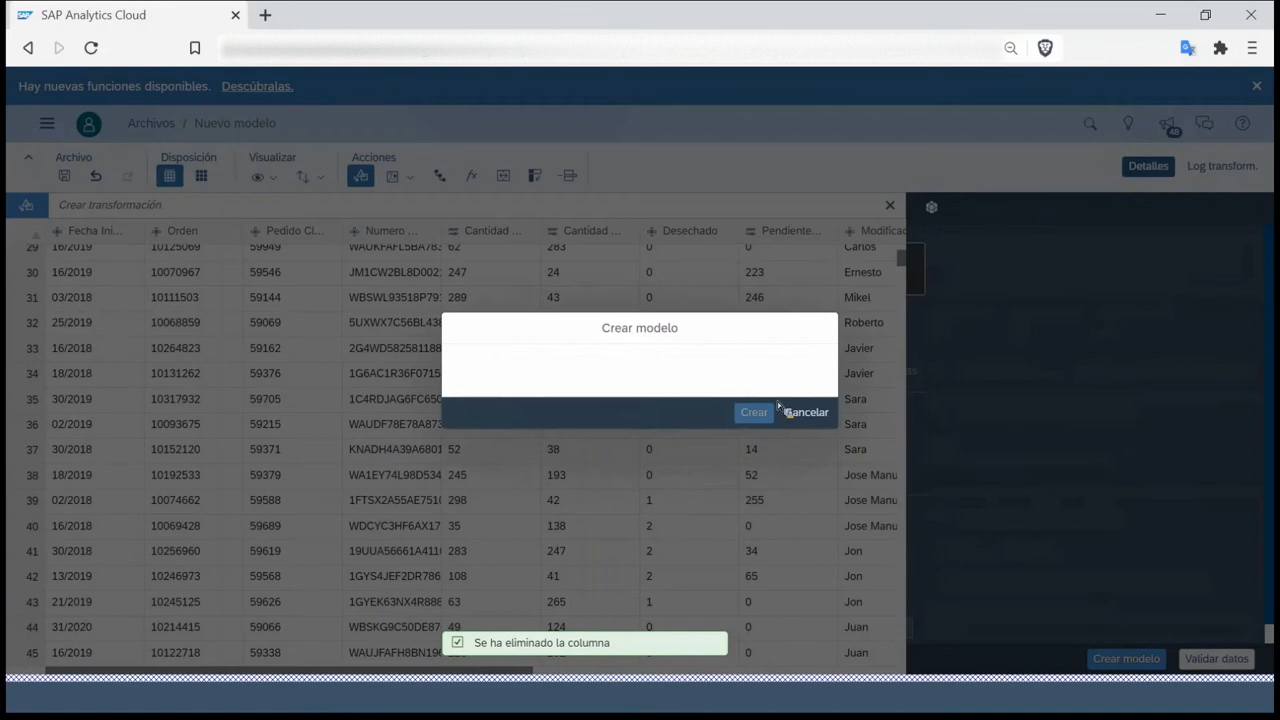 SAP Analytics Cloud
Hay nuevas funciones disponibles. Descúbralas.
Archivos / Nuevo modelo
48
Archivo Disposición Visualizar Acciones
fx
Detalles Log transform.
Crear transformación
Fecha Ini... Orden Pedido Cl... Numero ... Cantidad ... Cantidad ... Desechado Pendiente... Modificad
29 16/2019 10125069 59949 WAUKFAFL5BA783 62 283 0 Carlos
30 16/2019 10070967 59546 JM1CW2BL8D002 247 24 0 223 Ernesto
31 03/2018 10111503 59144 WBSWL93518P79 289 43 0 246 Mikel
32 25/2019 10068859 59069 5UXWX7C56BL438 Roberto
33 16/2018 10264823 59162 2G4WD582581188 Javier
34 18/2019 10131262 59376 1G6AC1R36F0715 Javier
35 30/2019 10317932 59705 1C4RDJAG6FC650 Sara
36 02/2019 10093675 59215 WAUDF78E78A873 Sara
37 30/2018 10152120 59371 KNADH4A39A6801 52 38 0 14 Sara
38 18/2019 10192533 59379 WA1EY74L98D534 245 193 0 52 Jose Manu
39 02/2018 10074662 59588 1FTSX2A55AE7510 298 42 1 255 Jose Manu
40 16/2018 10069428 59689 WDCYC3HF6AX17 35 138 2 0 Jose Manu
41 30/2018 10256960 59619 19UUA56661A411 283 247 2 34 Jon
42 13/2019 10246973 59568 1GYS4JEF2DR786 108 41 2 65 Jon
43 21/2019 10245125 59626 1GYEK63NX4R888 63 265 1 0 Jon
44 31/2020 10214415 59066 WBSKG9C50DE87 49 124 0 0 Juan
45 16/2019 10122718 59338 WAUJFAFH8BN196 0 0 Juan
Crear modelo
Crear Cancelar
Se ha eliminado la columna
Crear modelo Validar datos